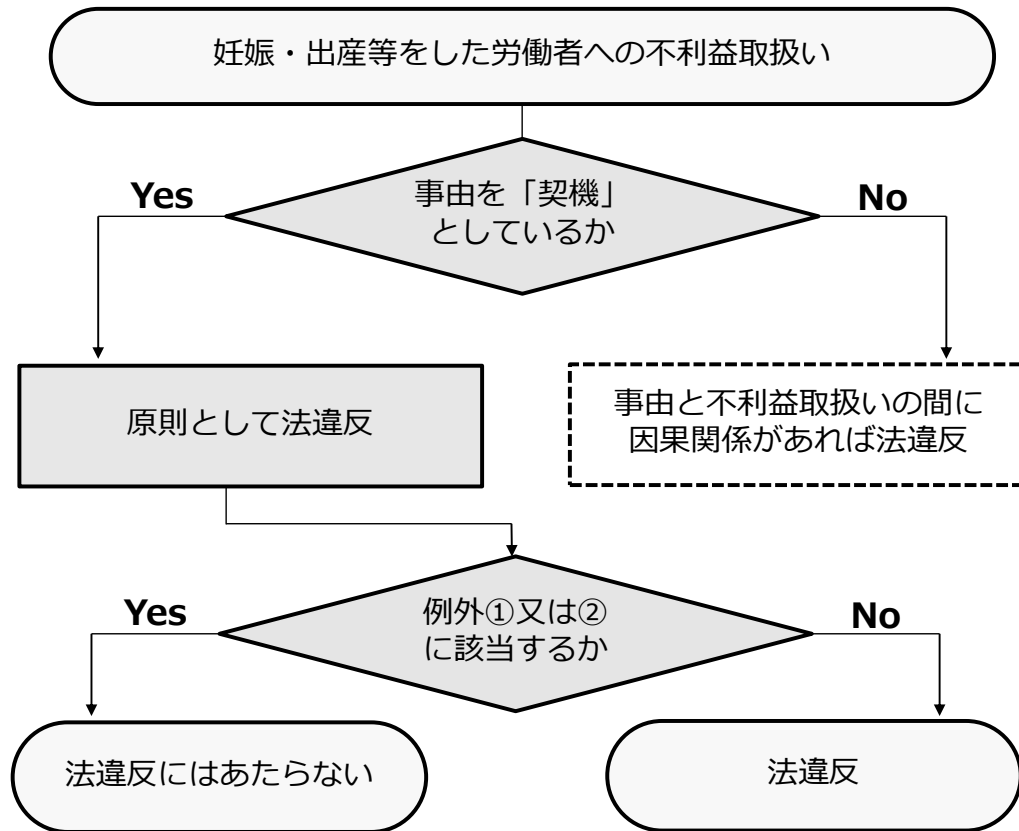 妊娠・出産等をした労働者への不利益取扱い
事由を「契機」
としているか
Yes
No
原則として法違反
事由と不利益取扱いの間に
因果関係があれば法違反
例外①又は②
に該当するか
Yes
No
法違反にはあたらない
法違反